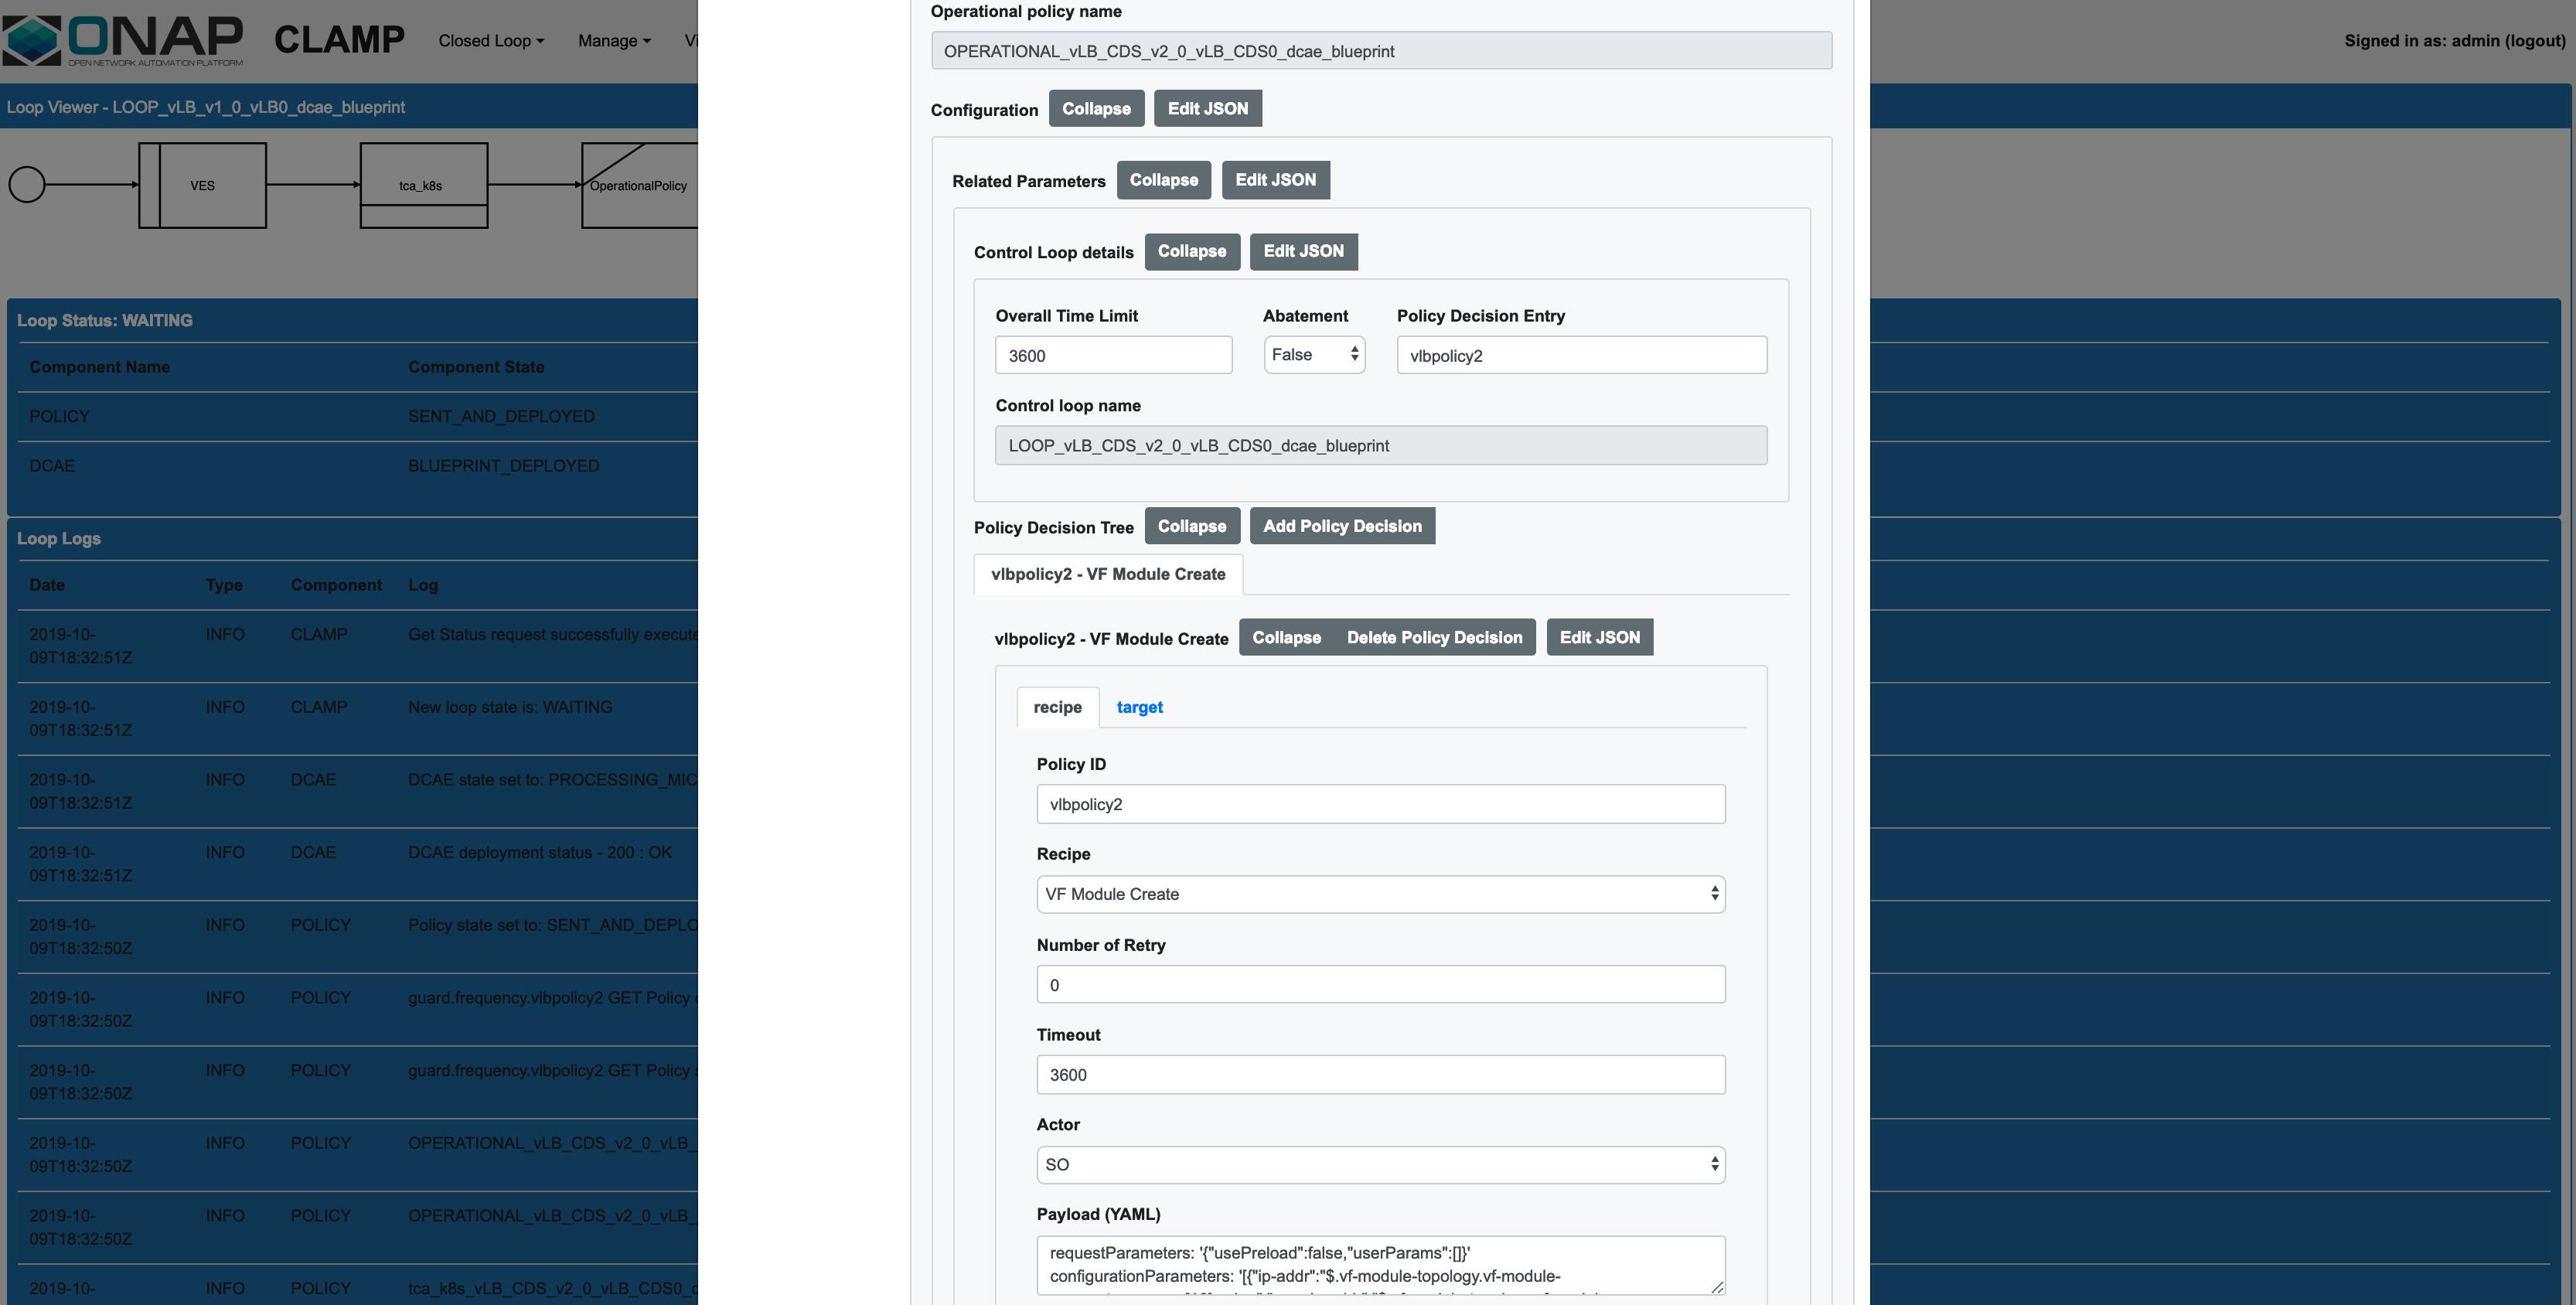 ONAP
OPEN NETWORK AUTOMATION PLATFORM
CLAMP
Closed Loop
Manage
Signed in as: admin (logout)
Loop Viewer - LOOP_vLB_v1_0_vLB0_dcae_blueprint
VES
tca_k8s
OperationalPolicy
Loop Status: WAITING
Component Name Component State
POLICY SENT_AND_DEPLOYED
DCAE BLUEPRINT_DEPLOYED
Loop Logs
Date Type Component Log
2019-10-
09T18:32:51Z
INFO CLAMP Get Status request successfully execute
2019-10-
09T18:32:51Z
INFO CLAMP New loop state is: WAITING
2019-10-
09T18:32:51Z
INFO DCAE DCAE state set to: PROCESSING_MIC
2019-10-
09T18:32:51Z
INFO DCAE DCAE deployment status - 200 : OK
2019-10-
09T18:32:50Z
INFO POLICY Policy state set to: SENT_AND_DEPLO
2019-10-
09T18:32:50Z
INFO POLICY guard.frequency.vlbpolicy2 GET Policy
2019-10-
09T18:32:50Z
INFO POLICY guard.frequency.vlbpolicy2 GET Policy
2019-10-
09T18:32:50Z
INFO POLICY OPERATIONAL_vLB_CDS_v2_0_vLB_
2019-10-
09T18:32:50Z
INFO POLICY OPERATIONAL_vLB_CDS_v2_0_vLB_
2019-10-
INFO POLICY tca_k8s_vLB_CDS_v2_0_vLB_CDS0_
Operational policy name
OPERATIONAL_vLB_CDS_v2_0_vLB_CDS0_dcae_blueprint
Configuration Collapse Edit JSON
Related Parameters Collapse Edit JSON
Control Loop details Collapse Edit JSON
Overall Time Limit Abatement Policy Decision Entry
3600 False vlbpolicy2
Control loop name
LOOP_vLB_CDS_v2_0_vLB_CDS0_dcae_blueprint
Policy Decision Tree Collapse Add Policy Decision
vlbpolicy2 - VF Module Create
vlbpolicy2 - VF Module Create Collapse Delete Policy Decision Edit JSON
recipe target
Policy ID
vlbpolicy2
Recipe
VF Module Create
Number of Retry
0
Timeout
3600
Actor
SO
Payload (YAML)
requestParameters: '{"usePreload":false,"userParams":[]}'
configurationParameters: '[{"ip-addr":"$.vf-module-topology.vf-module-